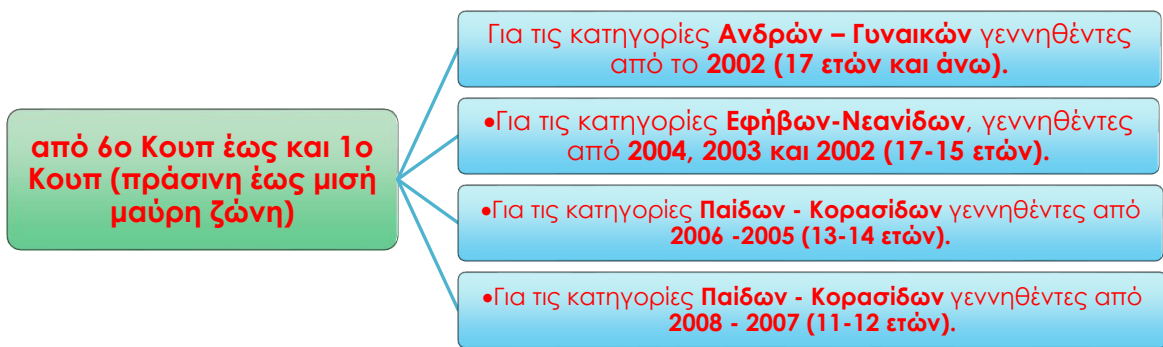 από 6ο Κουπ έως και 1ο
Κουπ (πράσινη έως μισή
μαύρη ζώνη)
Για τις κατηγορίες Ανδρών – Γυναικών γεννηθέντες
από το 2002 (17 ετών και άνω).
•Για τις κατηγορίες Εφήβων-Νεανίδων, γεννηθέντες
από 2004, 2003 και 2002 (17-15 ετών).
•Για τις κατηγορίες Παίδων - Κορασίδων γεννηθέντες από
2006 -2005 (13-14 ετών).
•Για τις κατηγορίες Παίδων - Κορασίδων γεννηθέντες από
2008 - 2007 (11-12 ετών).